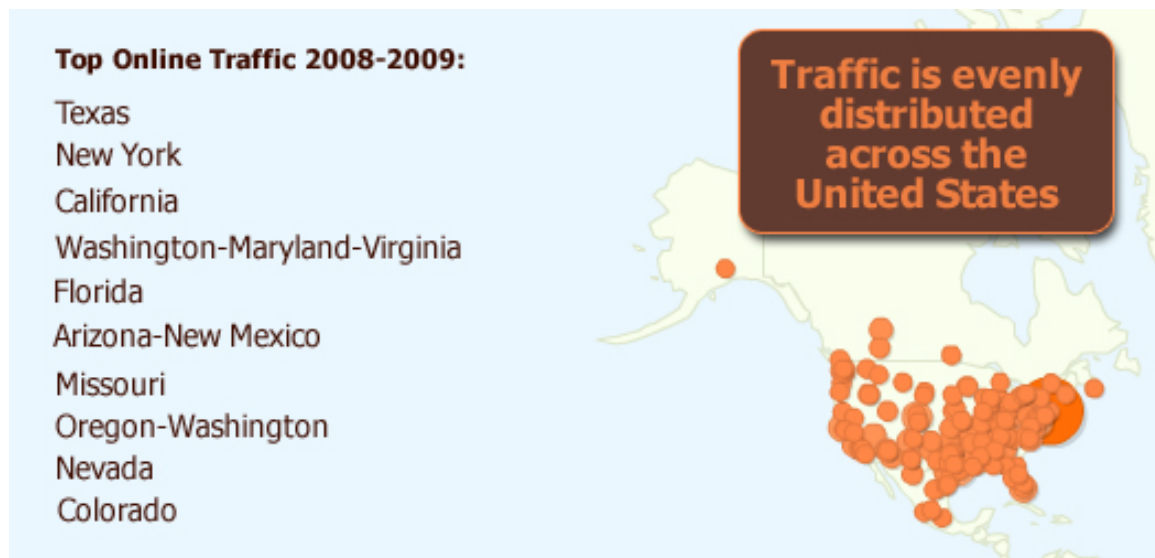 Top Online Traffic 2008-2009:
Texas
New York
California
Washington-Maryland-Virginia
Florida
Arizona-New Mexico
Missouri
Oregon-Washington
Nevada
Colorado
Traffic is evenly
distributed
across the
United States